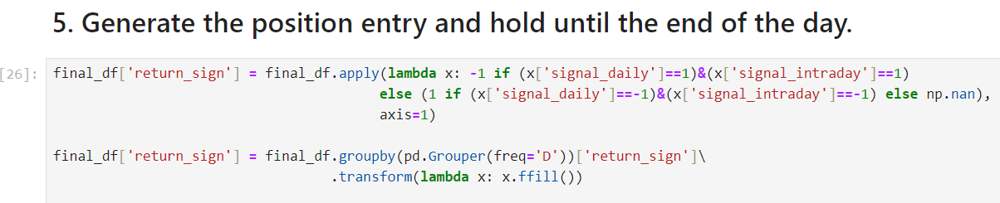 5. Generate the position entry and hold until the end of the day.
[26]: final_df['return_sign'] = final_df.apply(lambda x: -1 if (x['signal_daily']==1)&(x['signal_intraday']==1)
else (1 if (x['signal_daily']==-1)&(x['signal_intraday']==-1) else np.nan),
axis=1)
final_df['return_sign'] = final_df.groupby(pd.Grouper(freq='D'))['return_sign']\
.transform(lambda x: x.ffill())